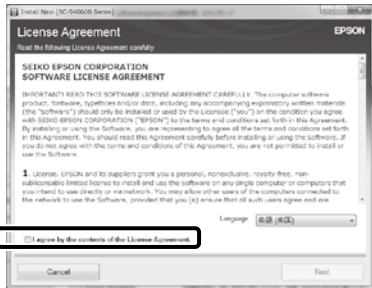 Install Navi [SC-S40600 Series]
License Agreement
EPSON
Read the following License Agreement carefully
SEIKO EPSON CORPORATION
SOFTWARE LICENSE AGREEMENT
IMPORTANT! READ THIS SOFTWARE LICENSE AGREEMENT CAREFULLY. The computer software
product, fontware, typefaces and/or data, including any accompanying explanatory written materials
(the "Software") should only be installed or used by the Licensee ("you") on the condition you agree
with SEIKO EPSON CORPORATION ("EPSON") to the terms and conditions set forth in this Agreement.
By installing or using the Software, you are representing to agree all the terms and conditions set forth
in this Agreement. You should read this Agreement carefully before installing or using the Software. If
you do not agree with the terms and conditions of this Agreement, you are not permitted to install or
use the Software.
1. License. EPSON and its suppliers grant you a personal, nonexclusive, royalty-free, non-
sublicensable limited license to install and use the Software on any single computer or computers that
you intend to use directly or via network. You may allow other users of the computers connected to
the network to use the Software, provided that you (a) ensure that all such users agree and are
Language
I agree by the contents of the License Agreement.
Cancel
Next